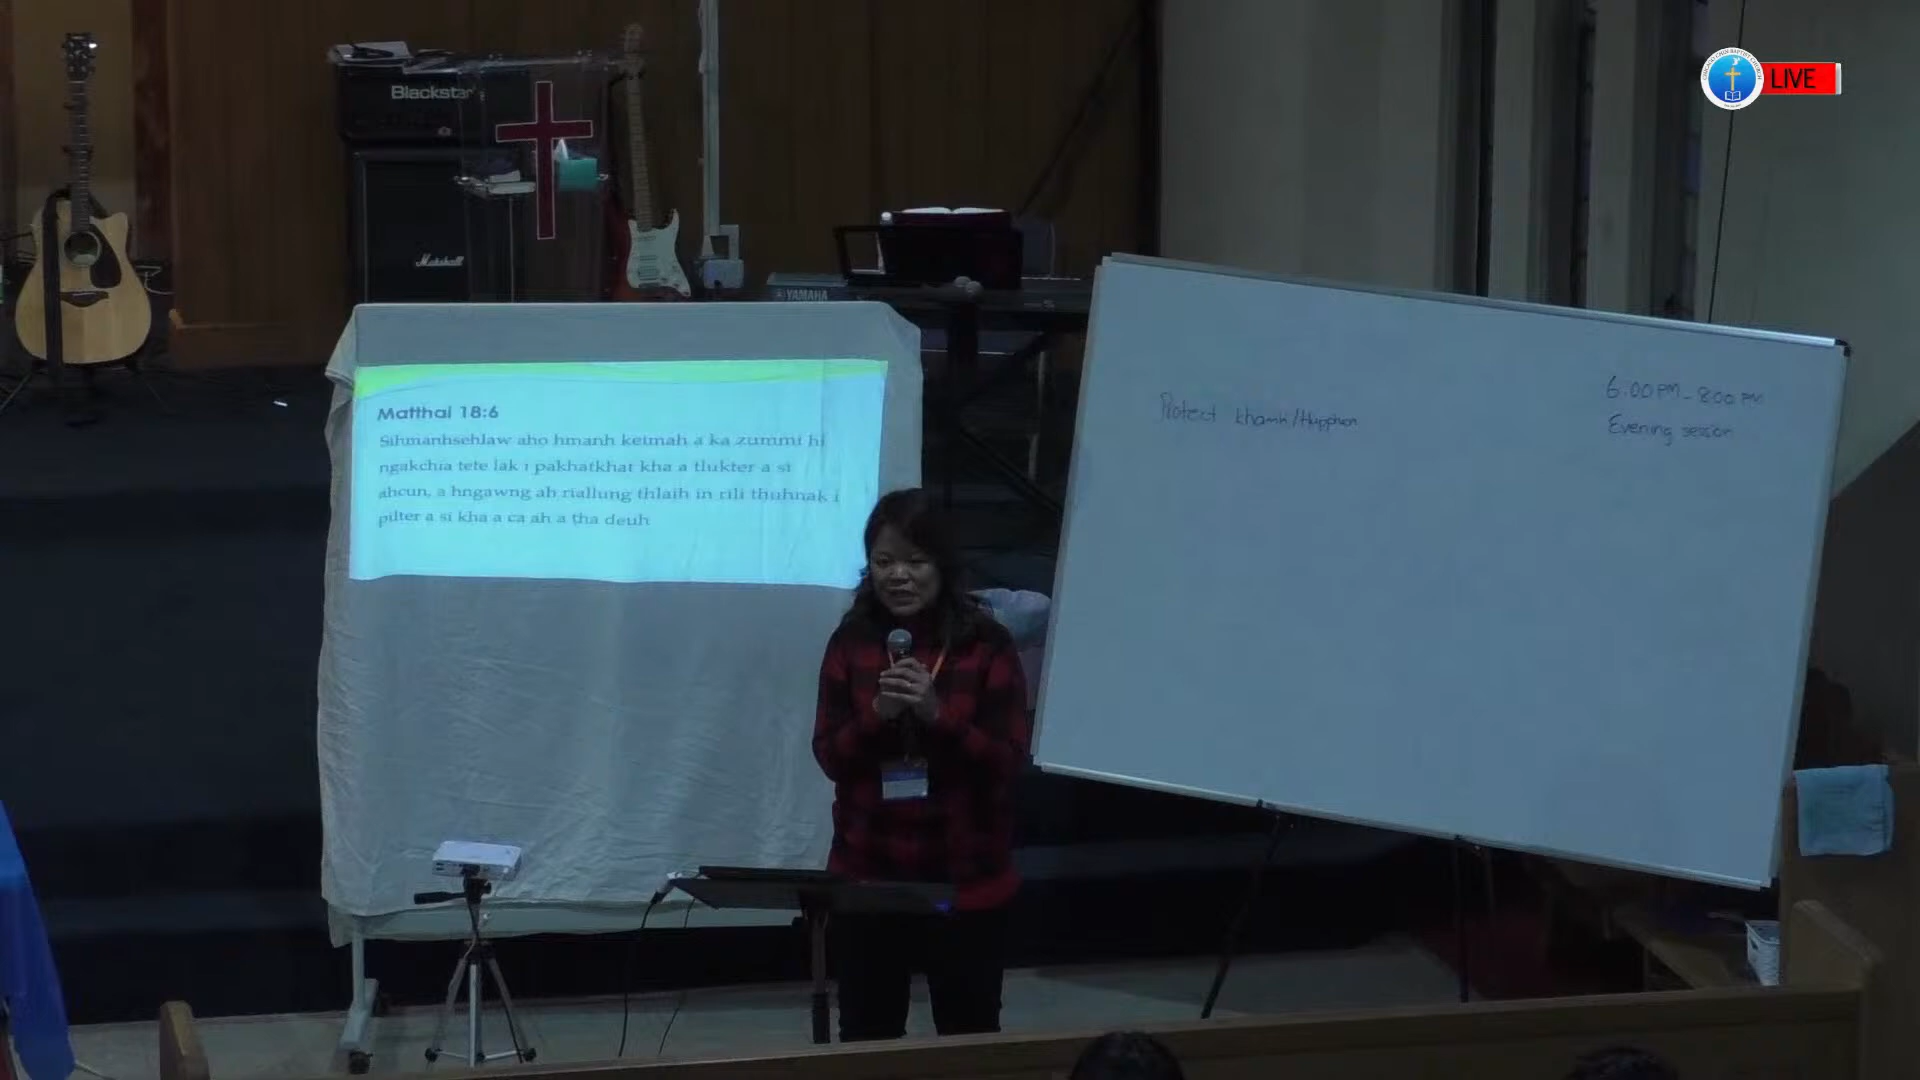 LIVE
Blackstar
Marshall
YAMAHA
Matthai 18:6
Sihmanhsehlaw aho hmanh keimah a ka zummi hi
ngakchia tete lak i pakhatkhat kha a tlukter a si
ahcun, a hngawng ah riallung thlaih in rili thuhnak i
pilter a si kha a ca ah a ṭha deuh
Protect khamh/
6:00 PM - 8:00 PM
Evening session